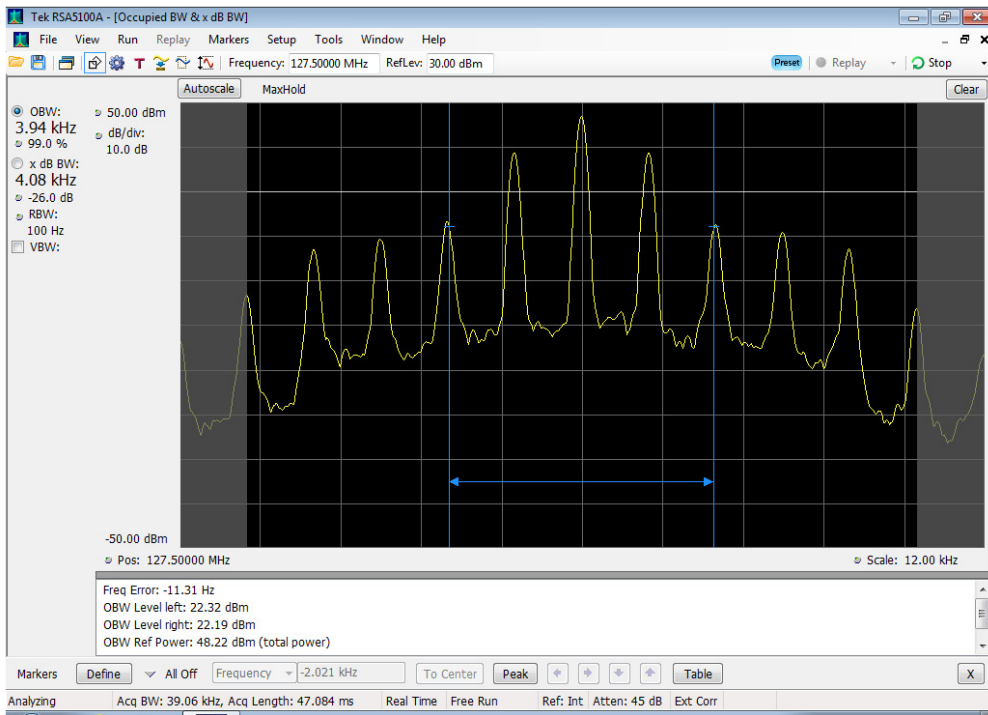 Tek RSA5100A - [Occupied BW & x dB BW]
File View Run Replay Markers Setup Tools Window Help
T Frequency: 127.50000 MHz RefLev: 30.00 dBm Preset Replay Stop
Autoscale MaxHold Clear
OBW:
3.94 kHz
99.0 %
x dB BW:
4.08 kHz
-26.0 dB
RBW:
100 Hz
VBW:
50.00 dBm
dB/div:
10.0 dB
-50.00 dBm
Pos: 127.50000 MHz Scale: 12.00 kHz
Freq Error: -11.31 Hz
OBW Level left: 22.32 dBm
OBW Level right: 22.19 dBm
OBW Ref Power: 48.22 dBm (total power)
Markers Define All Off Frequency -2.021 kHz To Center Peak Table X
Analyzing Acq BW: 39.06 kHz, Acq Length: 47.084 ms Real Time Free Run Ref: Int Atten: 45 dB Ext Corr